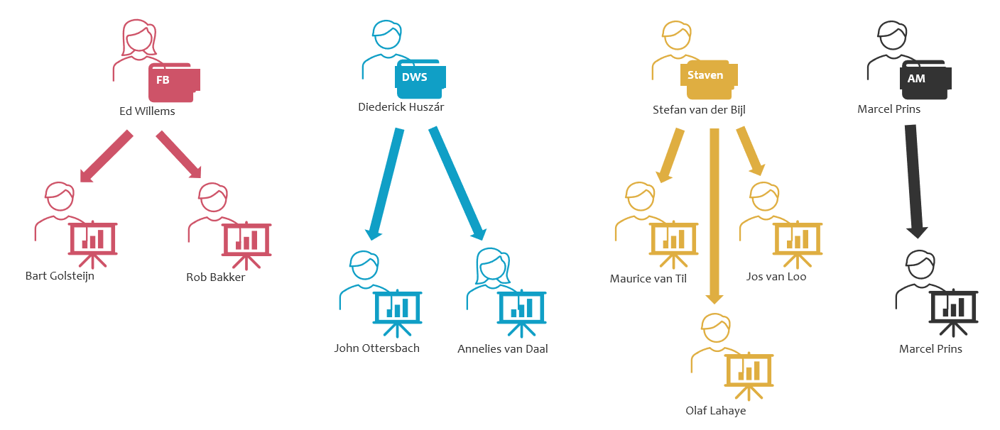 FB
Ed Willems
DWS
Diederick Huszár
Staven
Stefan van der Bijl
AM
Marcel Prins
Bart Golsteijn
Rob Bakker
John Ottersbach
Annelies van Daal
Maurice van Til
Jos van Loo
Olaf Lahaye
Marcel Prins